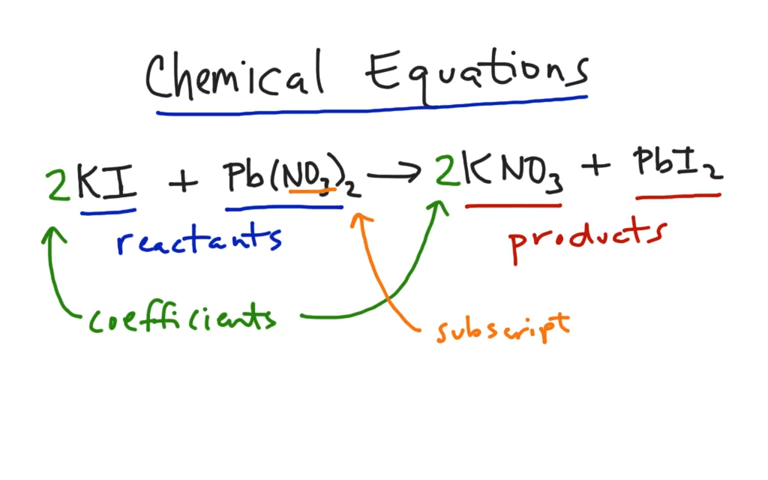 Chemical Equations
2KI + Pb(NO₃)₂ → 2KNO₃ + PbI₂
reactants products
coefficients subscript